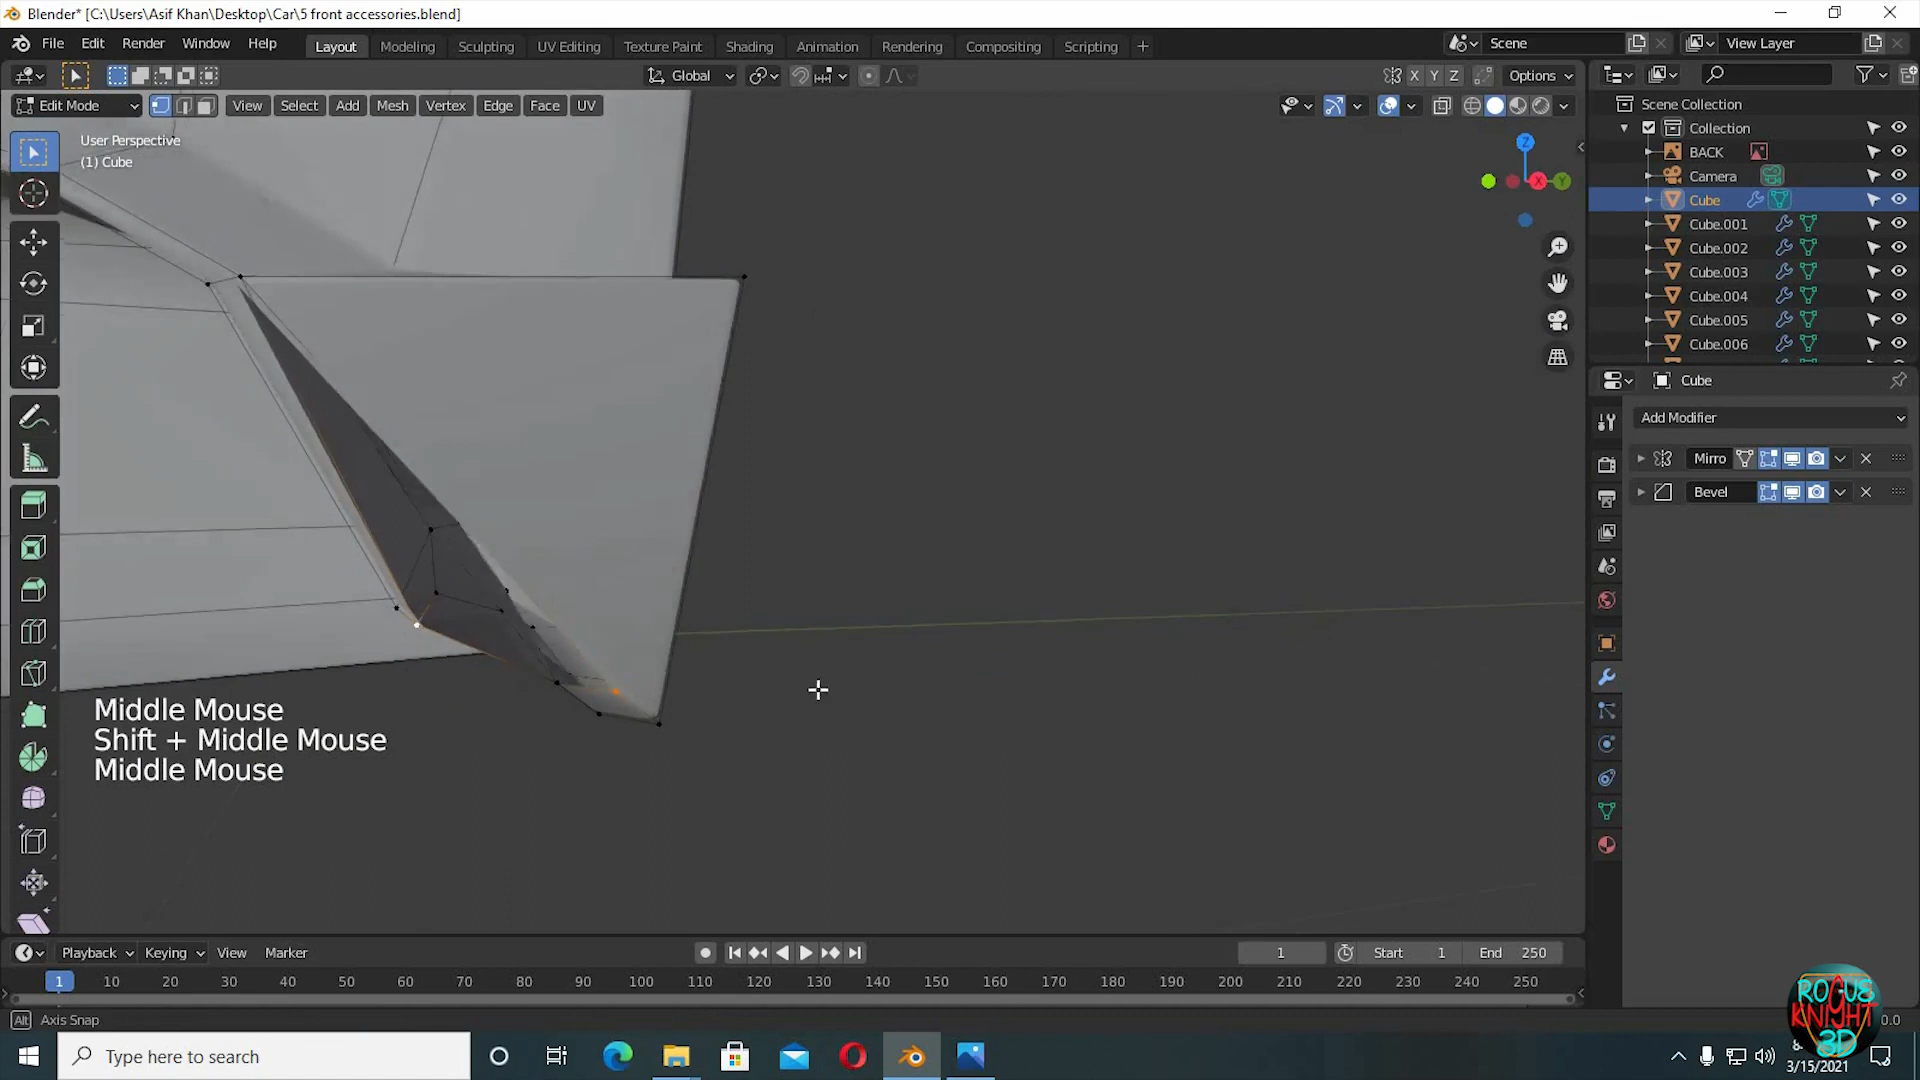 Blender* [C:\Users\Asif Khan\Desktop\Car\5 front accessories.blend]
File Edit Render Window Help
Layout Modeling Sculpting UV Editing Texture Paint Shading Animation Rendering Compositing Scripting
Scene
View Layer
Global
X Y Z Options
Edit Mode View Select Add Mesh Vertex Edge Face UV
User Perspective
(1) Cube
Z
X
Y
Scene Collection
Collection
BACK
Camera
Cube
Cube.001
Cube.002
Cube.003
Cube.004
Cube.005
Cube.006
Cube
Add Modifier
Mirro
Bevel
Middle Mouse
Shift + Middle Mouse
Middle Mouse
Playback Keying View Marker
1
Start 1 End 250
1 10 20 30 40 50 60 70 80 90 100 110 120 130 140 150 160 170 180 190 200 210 220 230 240 250
Alt Axis Snap
ROGUE
KNIGHT
3D
Type here to search
3/15/2021